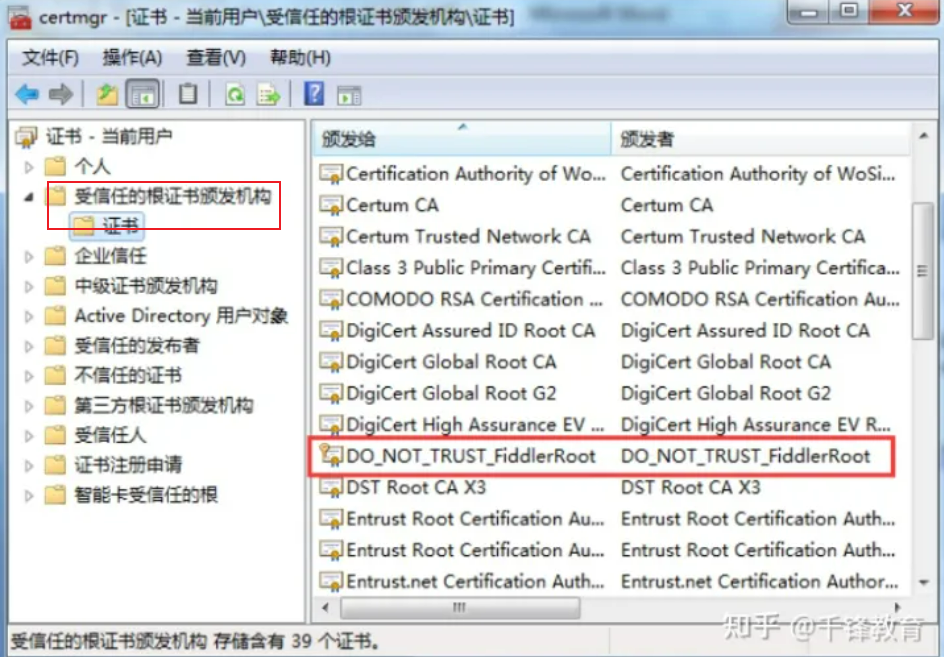 certmgr - [证书 - 当前用户\受信任的根证书颁发机构\证书]
文件(F) 操作(A) 查看(V) 帮助(H)
证书 - 当前用户
个人
受信任的根证书颁发机构
证书
企业信任
中级证书颁发机构
Active Directory 用户对象
受信任的发布者
不信任的证书
第三方根证书颁发机构
受信任人
证书注册申请
智能卡受信任的根
颁发给 颁发者
Certification Authority of Wo... Certification Authority of WoSi...
Certum CA Certum CA
Certum Trusted Network CA Certum Trusted Network CA
Class 3 Public Primary Certifi... Class 3 Public Primary Certifica...
COMODO RSA Certification ... COMODO RSA Certification Au...
DigiCert Assured ID Root CA DigiCert Assured ID Root CA
DigiCert Global Root CA DigiCert Global Root CA
DigiCert Global Root G2 DigiCert Global Root G2
DigiCert High Assurance EV ... DigiCert High Assurance EV R...
DO_NOT_TRUST_FiddlerRoot DO_NOT_TRUST_FiddlerRoot
DST Root CA X3 DST Root CA X3
Entrust Root Certification Au... Entrust Root Certification Auth...
Entrust Root Certification Au... Entrust Root Certification Auth...
Entrust.net Certification Auth... Entrust.net Certification Author...
受信任的根证书颁发机构 存储含有 39 个证书。
知乎 @千锋教育